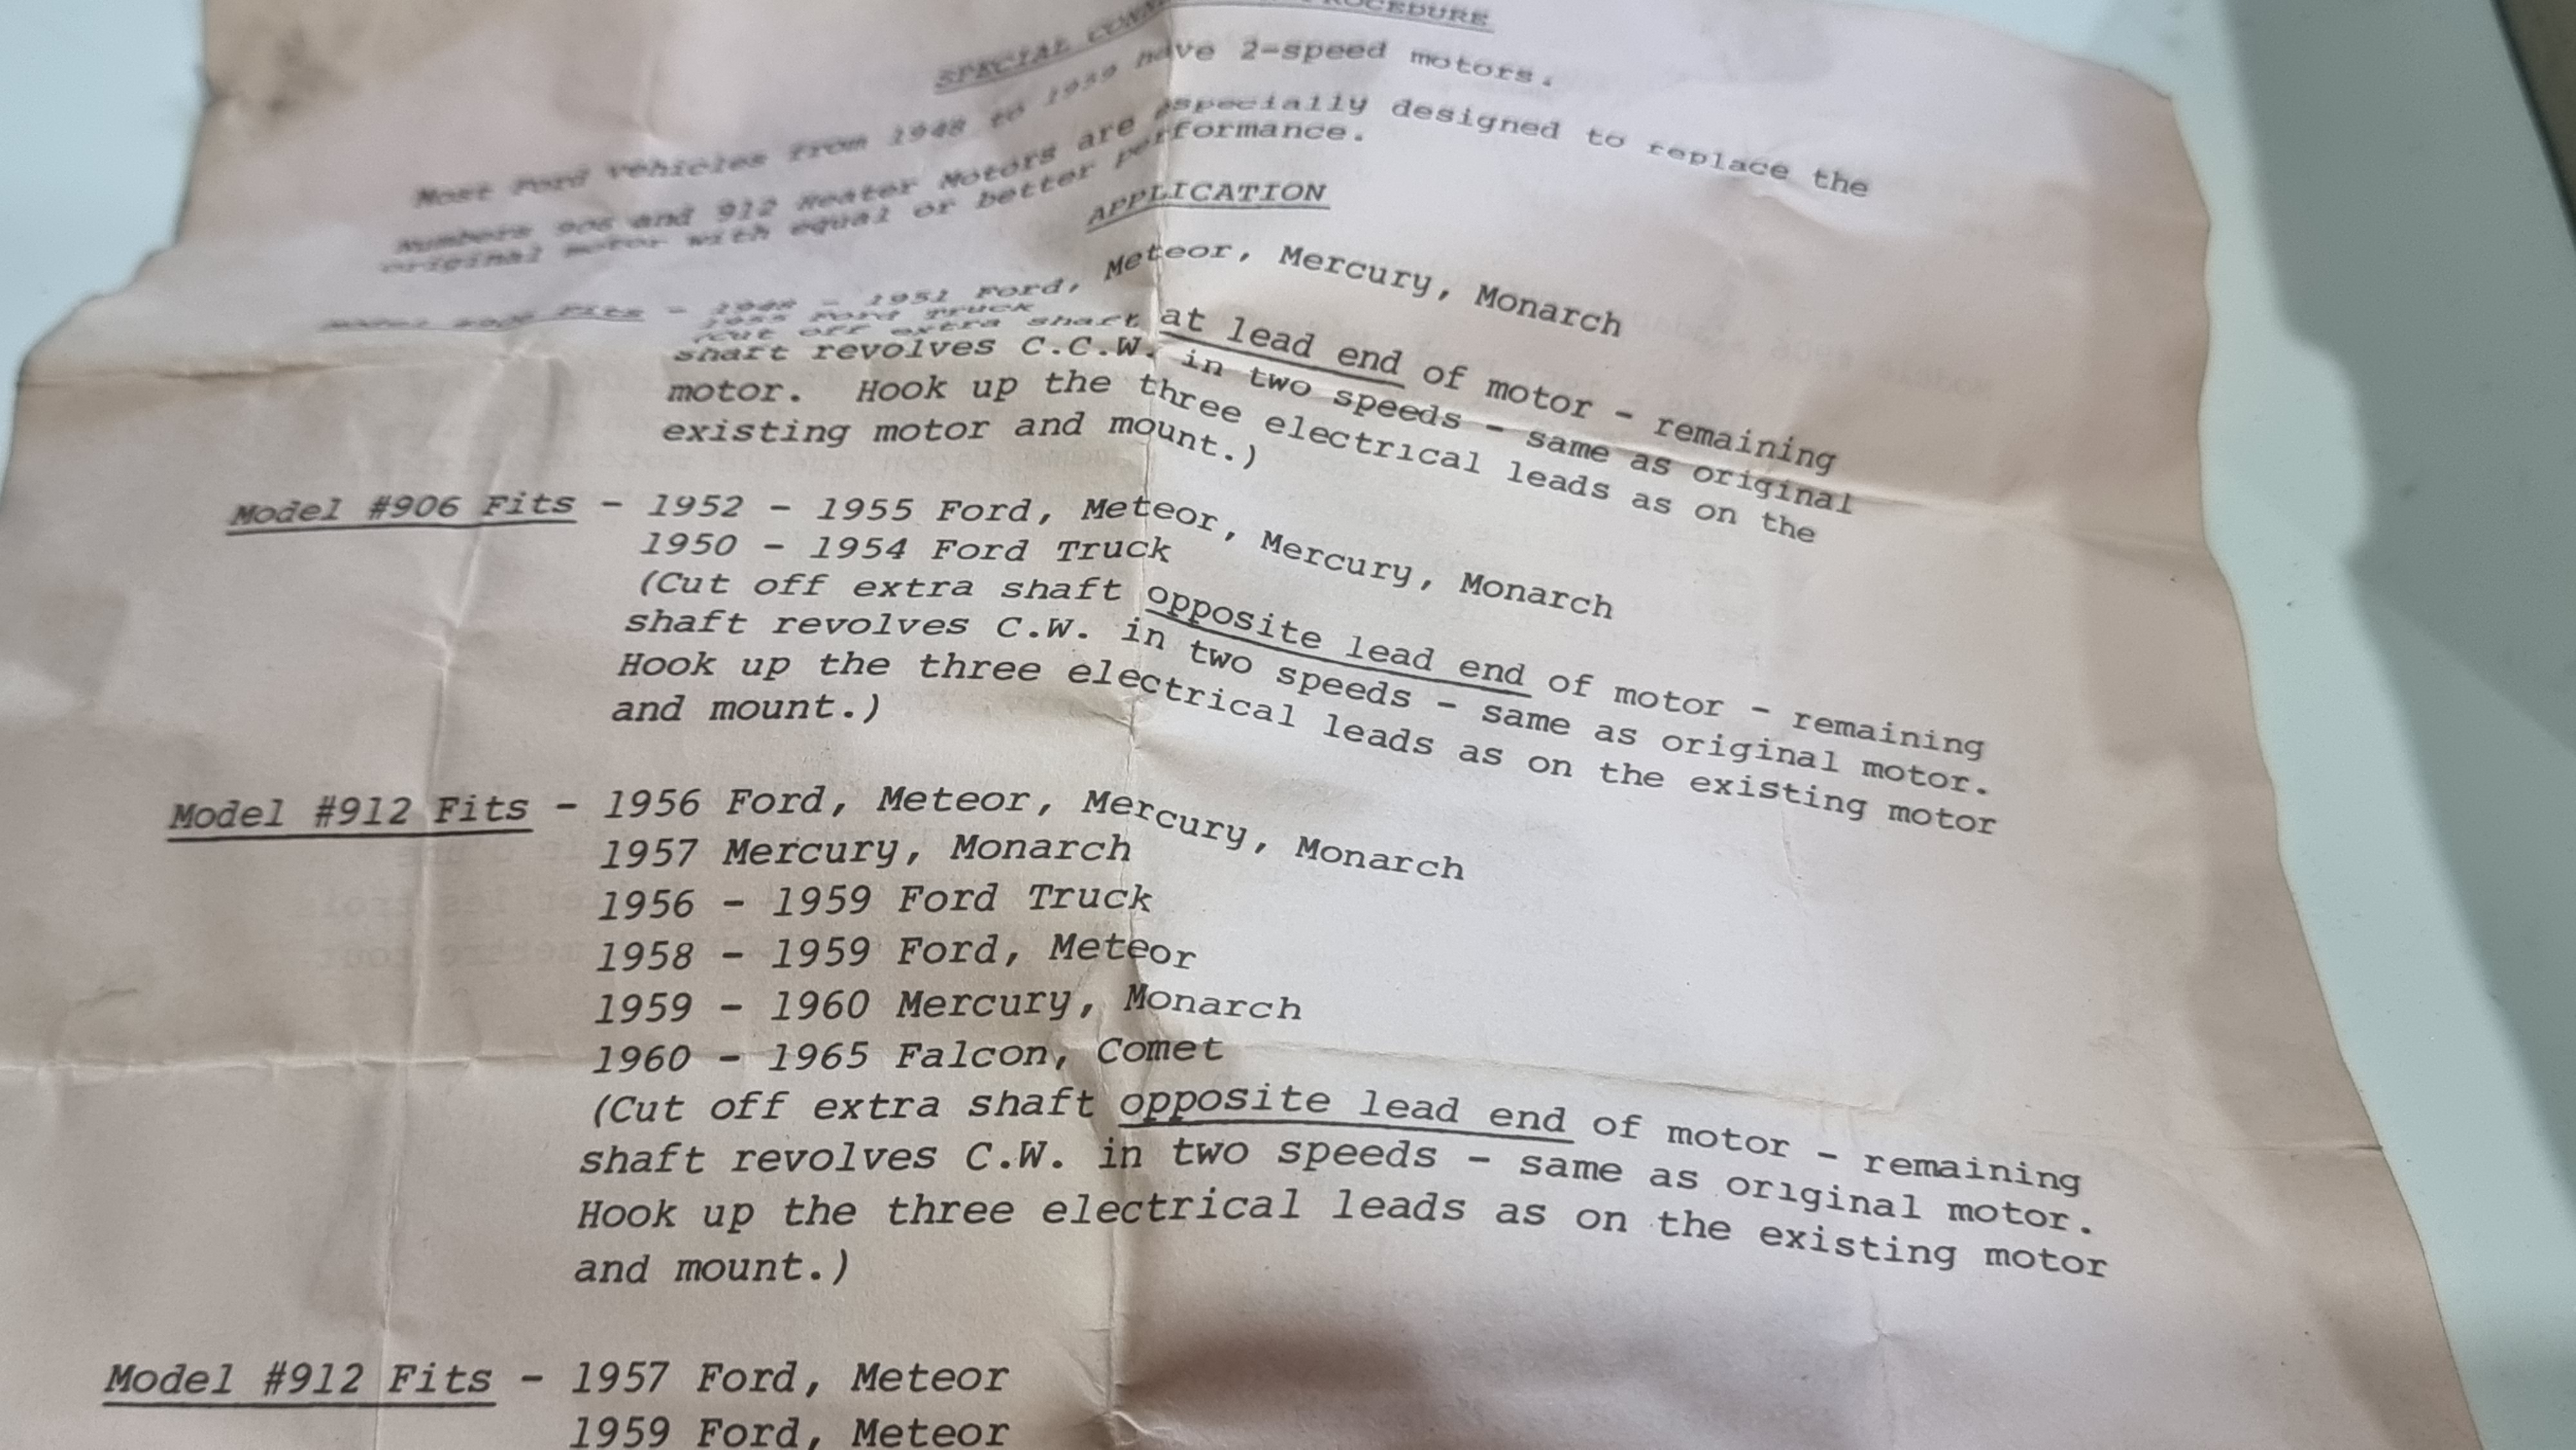 SPECIAL PROCEDURE
Most Ford vehicles from 1948 to 1959 have 2-speed motors.
Numbers 906 and 912 Heater Motors are especially designed to replace the
original motor with equal or better performance.
APPLICATION
Model #906 Fits - 1948 - 1951 Ford, Meteor, Mercury, Monarch
1955 Ford Truck
(Cut off extra shaft at lead end of motor - remaining
shaft revolves C.C.W. in two speeds - same as original
motor. Hook up the three electrical leads as on the
existing motor and mount.)
Model #906 Fits - 1952 - 1955 Ford, Meteor, Mercury, Monarch
1950 - 1954 Ford Truck
(Cut off extra shaft opposite lead end of motor - remaining
shaft revolves C.W. in two speeds - same as original motor.
Hook up the three electrical leads as on the existing motor
and mount.)
Model #912 Fits - 1956 Ford, Meteor, Mercury, Monarch
1957 Mercury, Monarch
1956 - 1959 Ford Truck
1958 - 1959 Ford, Meteor
1959 - 1960 Mercury, Monarch
1960 - 1965 Falcon, Comet
(Cut off extra shaft opposite lead end of motor - remaining
shaft revolves C.W. in two speeds - same as original motor.
Hook up the three electrical leads as on the existing motor
and mount.)
Model #912 Fits - 1957 Ford, Meteor
1959 Ford, Meteor